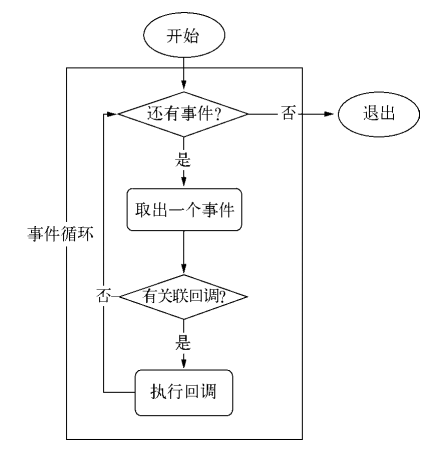 开始
还有事件?
否
退出
是
取出一个事件
事件循环
有关联回调?
否
是
执行回调